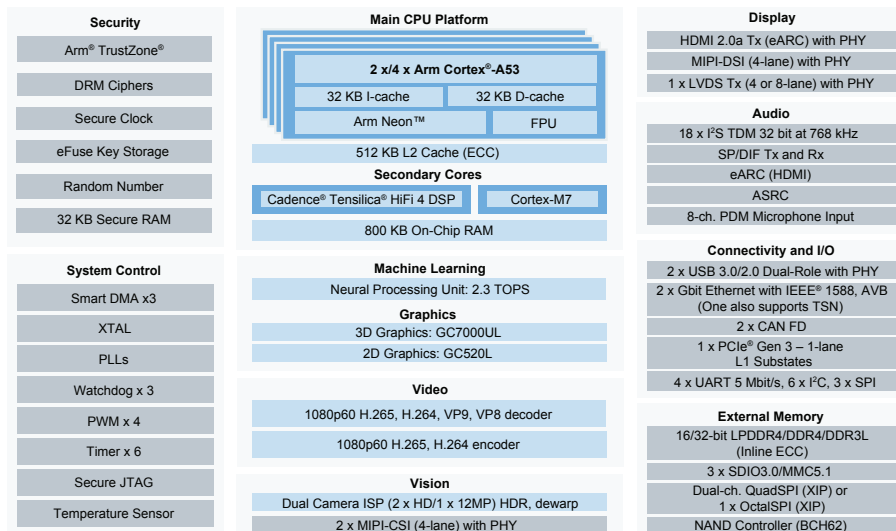 Security
Arm® TrustZone®
DRM Ciphers
Secure Clock
eFuse Key Storage
Random Number
32 KB Secure RAM
System Control
Smart DMA x3
XTAL
PLLs
Watchdog x 3
PWM x 4
Timer x 6
Secure JTAG
Temperature Sensor
Main CPU Platform
2 x/4 x Arm Cortex®-A53
32 KB I-cache
32 KB D-cache
Arm Neon™
FPU
512 KB L2 Cache (ECC)
Secondary Cores
Cadence® Tensilica® HiFi 4 DSP
Cortex-M7
800 KB On-Chip RAM
Machine Learning
Neural Processing Unit: 2.3 TOPS
Graphics
3D Graphics: GC7000UL
2D Graphics: GC520L
Video
1080p60 H.265, H.264, VP9, VP8 decoder
1080p60 H.265, H.264 encoder
Vision
Dual Camera ISP (2 x HD/1 x 12MP) HDR, dewarp
2 x MIPI-CSI (4-lane) with PHY
Display
HDMI 2.0a Tx (eARC) with PHY
MIPI-DSI (4-lane) with PHY
1 x LVDS Tx (4 or 8-lane) with PHY
Audio
18 x I²S TDM 32 bit at 768 kHz
SP/DIF Tx and Rx
eARC (HDMI)
ASRC
8-ch. PDM Microphone Input
Connectivity and I/O
2 x USB 3.0/2.0 Dual-Role with PHY
2 x Gbit Ethernet with IEEE® 1588, AVB
(One also supports TSN)
2 x CAN FD
1 x PCIe® Gen 3 – 1-lane
L1 Substates
4 x UART 5 Mbit/s, 6 x I²C, 3 x SPI
External Memory
16/32-bit LPDDR4/DDR4/DDR3L
(Inline ECC)
3 x SDIO3.0/MMC5.1
Dual-ch. QuadSPI (XIP) or
1 x OctalSPI (XIP)
NAND Controller (BCH62)